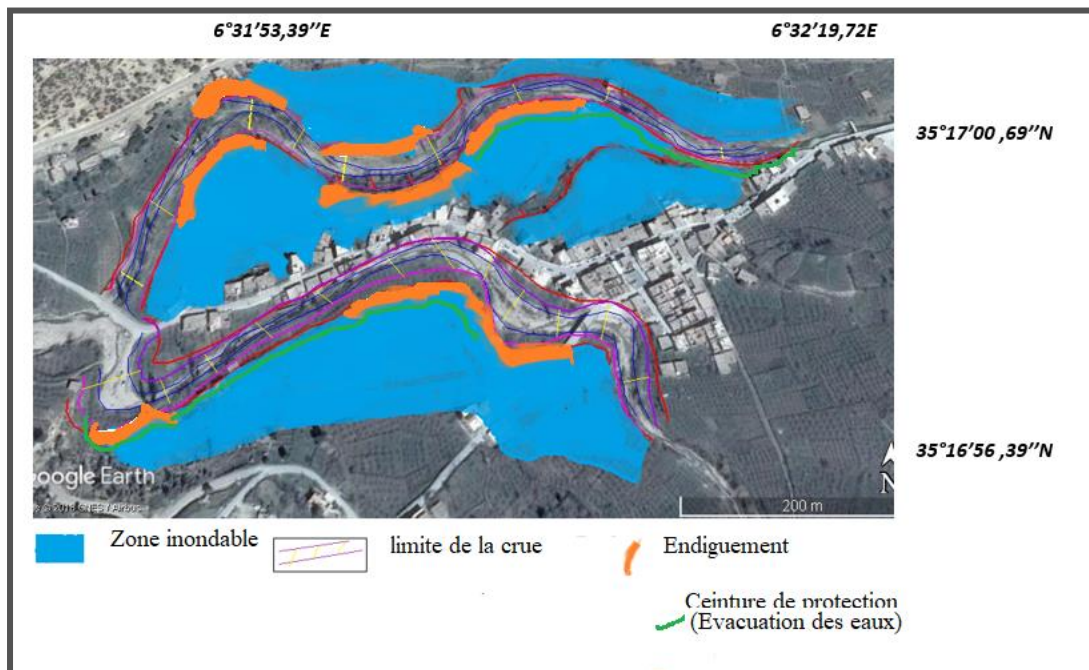 6°31’53,39’’E 6°32’19,72E
35°17’00 ,69’’N
35°16’56 ,39’’N
N
oogle Earth
200 m
Zone inondable limite de la crue Endiguement
Ceinture de protection
(Evacuation des eaux)